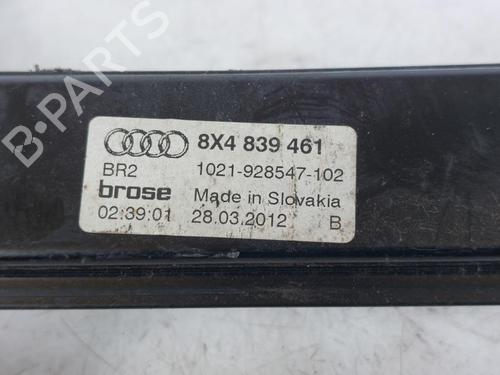 8X4 839 461
BR2 1021-928547-102
brose Made in Slovakia
02:39:01 28.03.2012 B
B-PARTS